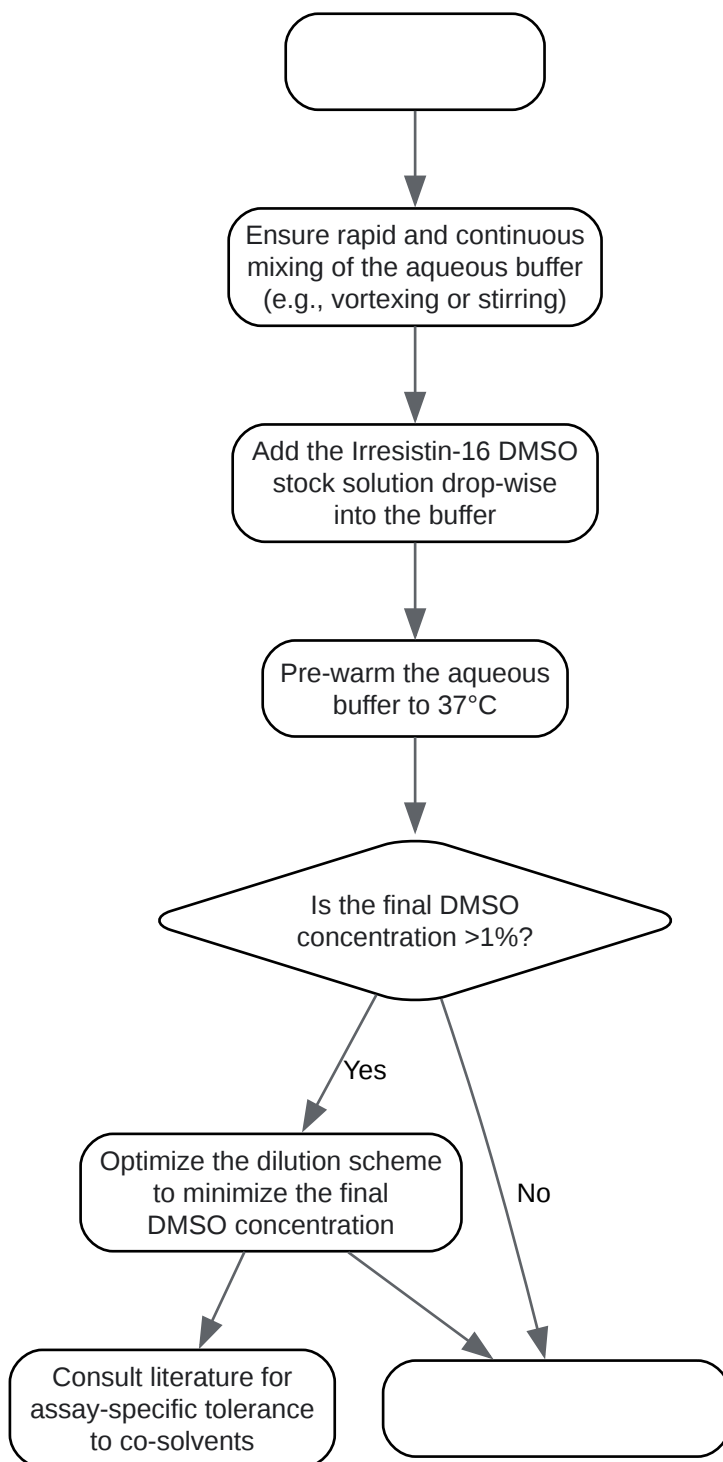 Ensure rapid and continuous
mixing of the aqueous buffer
(e.g., vortexing or stirring)
Add the Irresistin-16 DMSO
stock solution drop-wise
into the buffer
Pre-warm the aqueous
buffer to 37°C
Is the final DMSO
concentration >1%?
Yes
Optimize the dilution scheme
to minimize the final
DMSO concentration
No
Consult literature for
assay-specific tolerance
to co-solvents